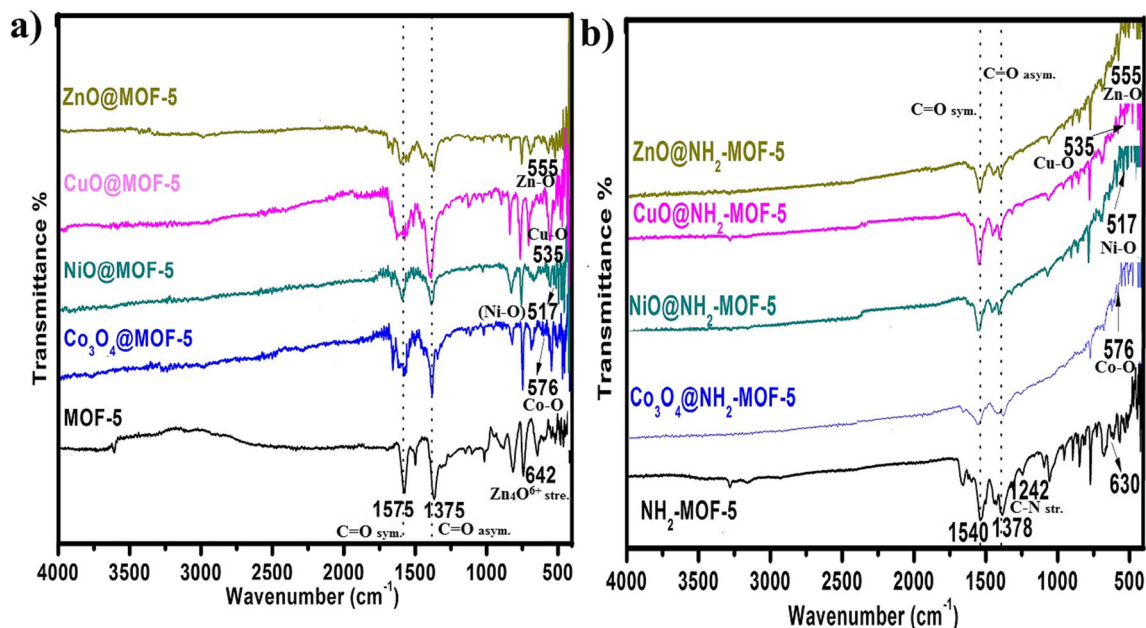 a)
ZnO@MOF-5
555
Zn-O
CuO@MOF-5
Cu-O
535
NiO@MOF-5
(Ni-O) 517
Co3O4@MOF-5
576
Co-O
MOF-5
642
Zn4O6+ stre.
1575
1375
C=O sym.
C=O asym.
4000 3500 3000 2500 2000 1500 1000 500
Wavenumber (cm-1)
Transmittance %
b)
C=O asym.
C=O sym.
555
Zn-O
535
Cu-O
ZnO@NH2-MOF-5
CuO@NH2-MOF-5
517
Ni-O
NiO@NH2-MOF-5
576
Co-O
Co3O4@NH2-MOF-5
630
1242
C-N str.
NH2-MOF-5
1540
1378
4000 3500 3000 2500 2000 1500 1000 500
Wavenumber (cm-1)
Transmittance %